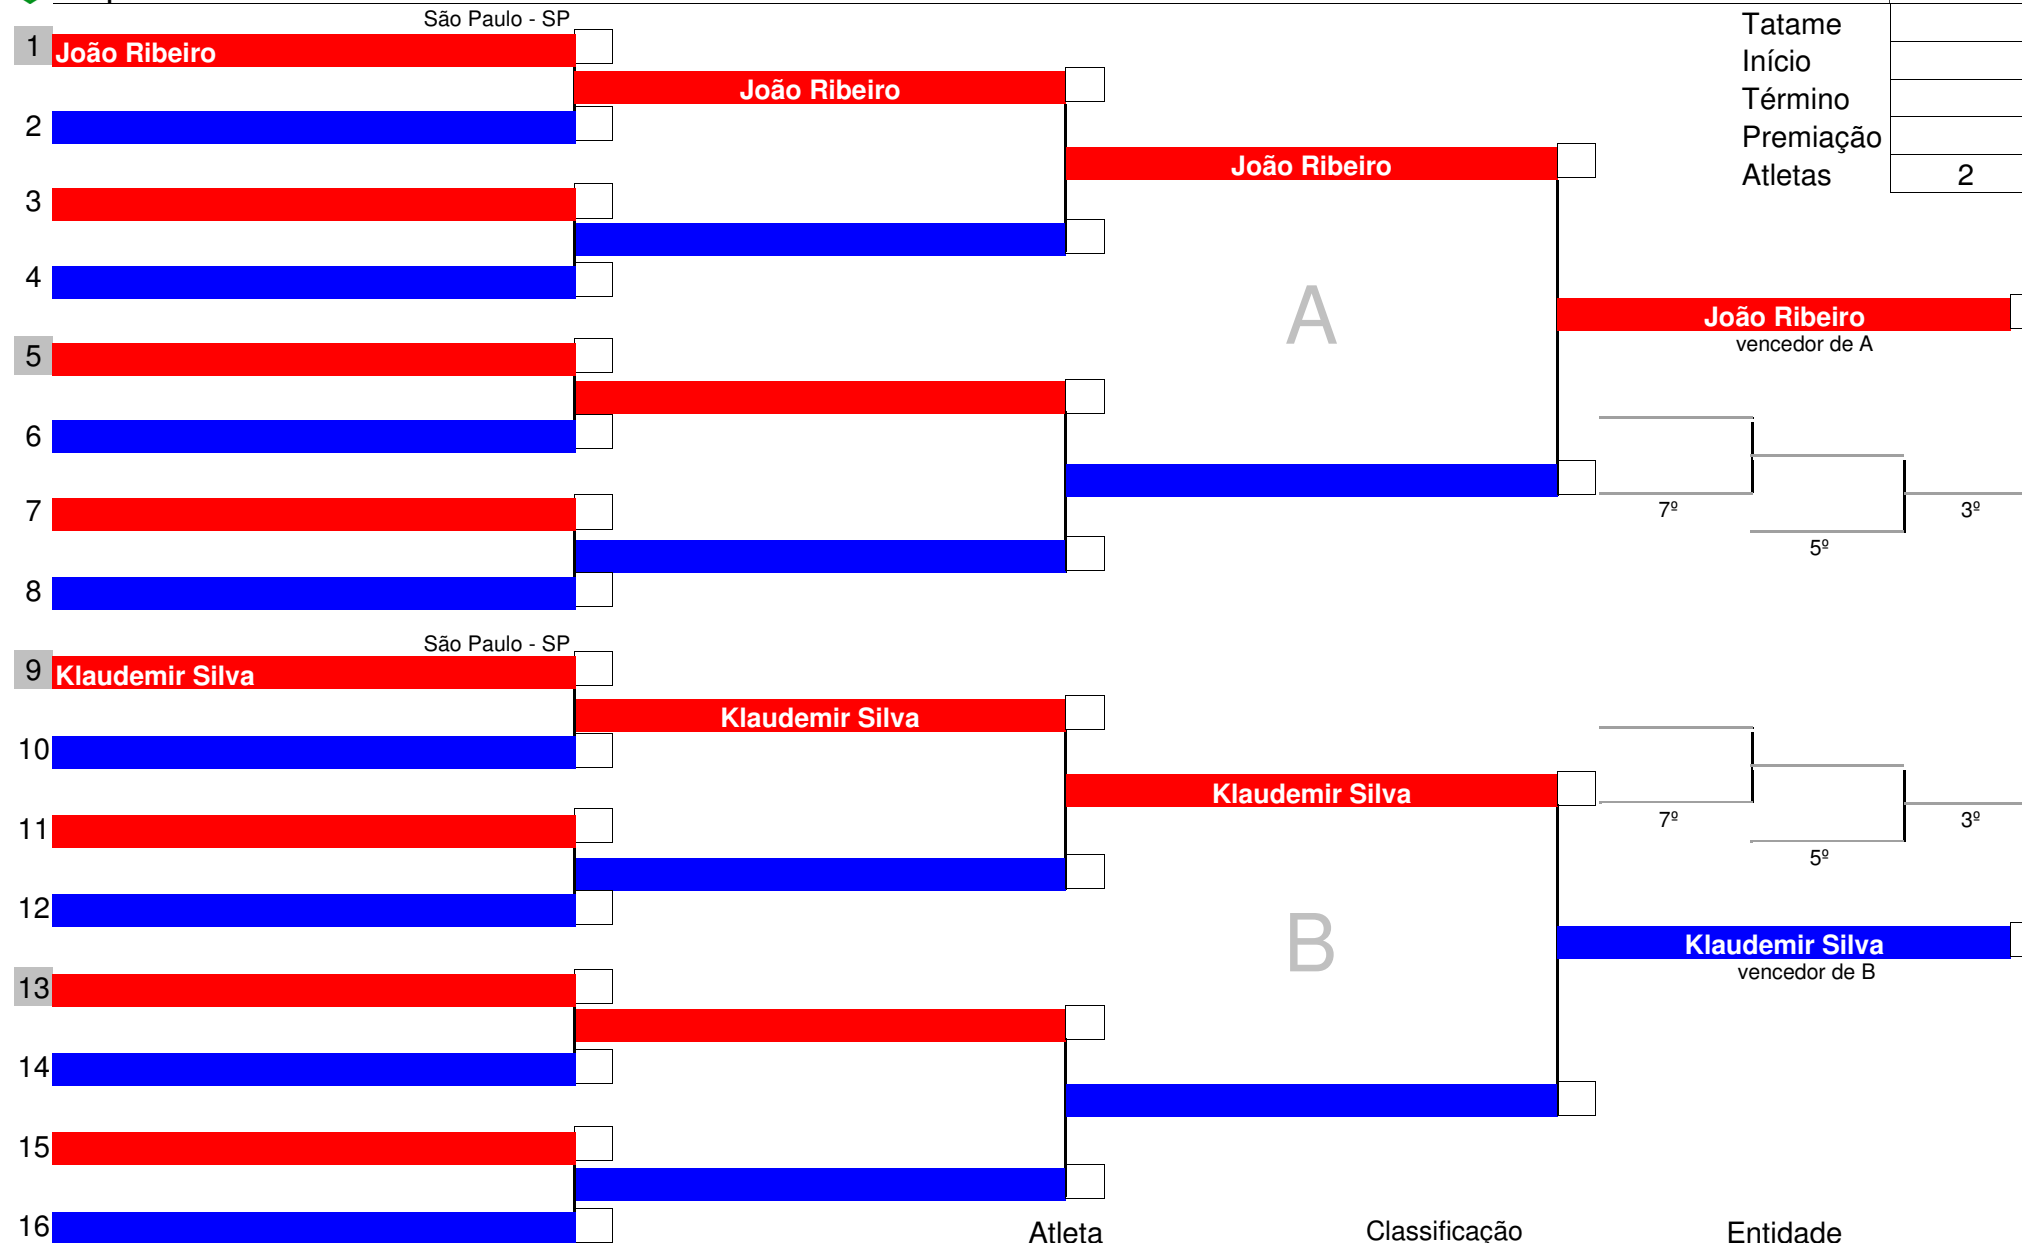 São Paulo - SP
Tatame
1 João Ribeiro
Início
João Ribeiro
Término
2
Premiação
João Ribeiro
Atletas 2
3
4
A
João Ribeiro
vencedor de A
5
6
7
7º
3º
5º
8
São Paulo - SP
9 Klaudemir Silva
Klaudemir Silva
10
Klaudemir Silva
11
7º
3º
5º
12
B
Klaudemir Silva
vencedor de B
13
14
15
16
Atleta Classificação Entidade